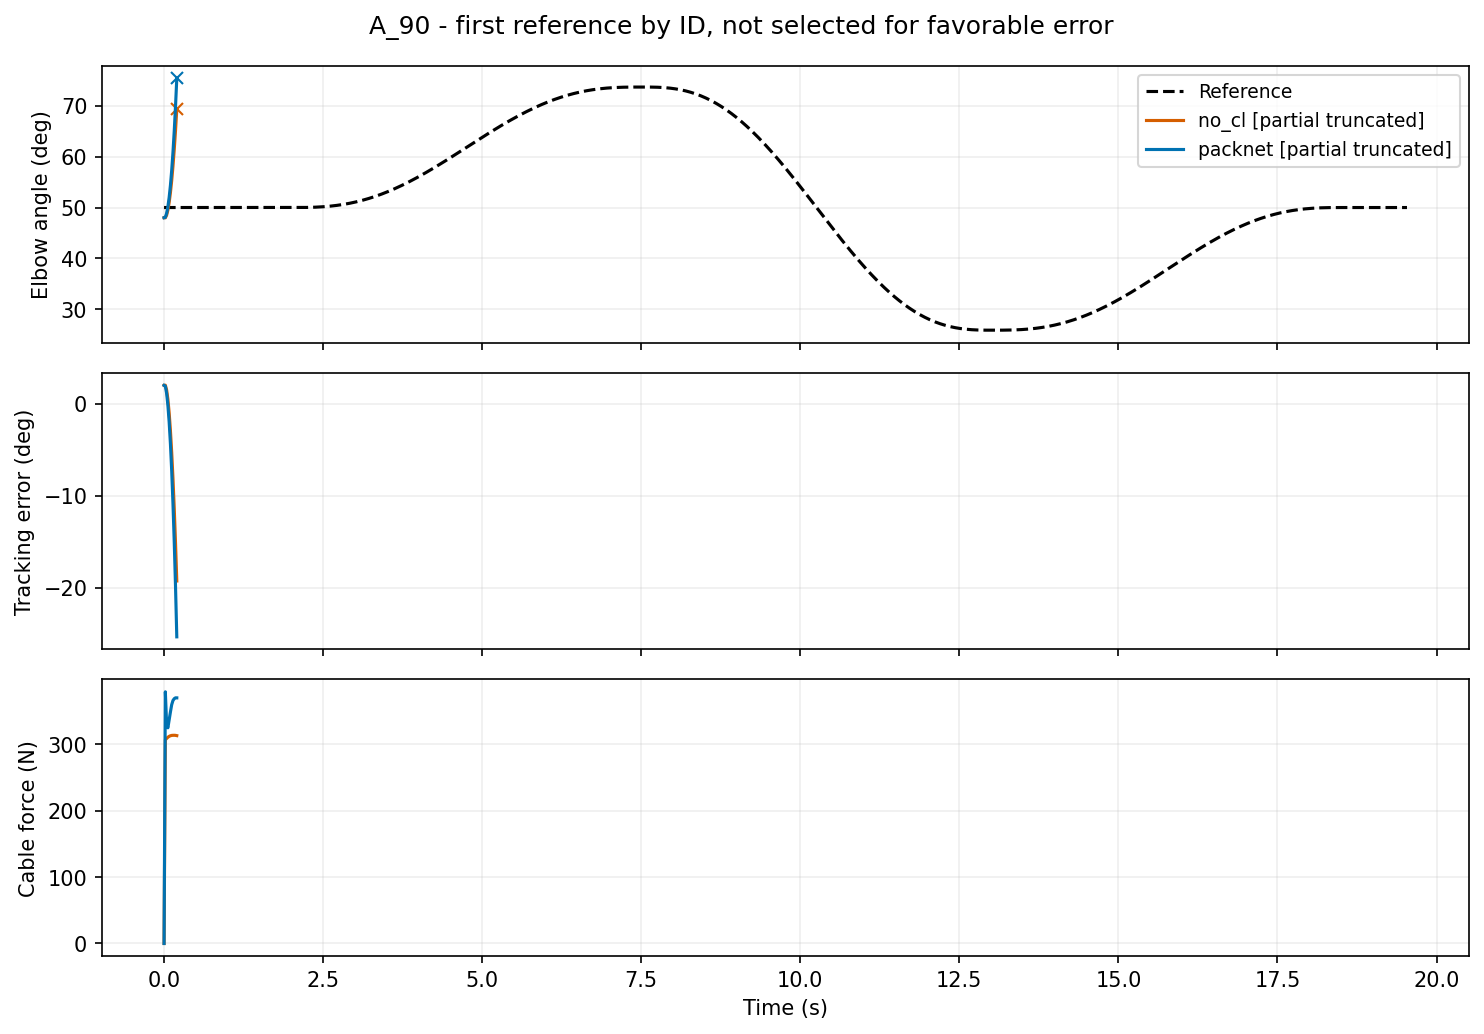 A_90 - first reference by ID, not selected for favorable error
Elbow angle (deg)
70
60
50
40
30
Reference
no_cl [partial truncated]
packnet [partial truncated]
Tracking error (deg)
0
−10
−20
Cable force (N)
300
200
100
0
0.0 2.5 5.0 7.5 10.0 12.5 15.0 17.5 20.0
Time (s)